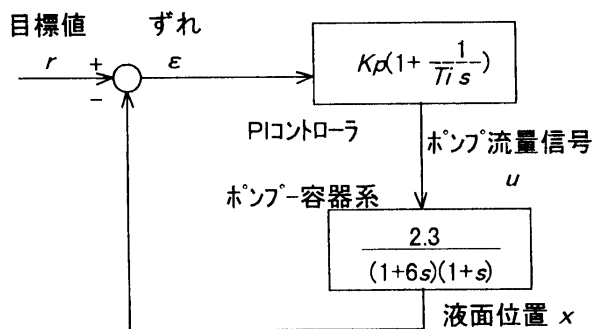 目標値 ずれ
r + ε
−
Kp(1+ 1/Ti s)
PIコントローラ
ポンプ流量信号
u
ポンプ-容器系
2.3
(1+6s)(1+s)
液面位置 x